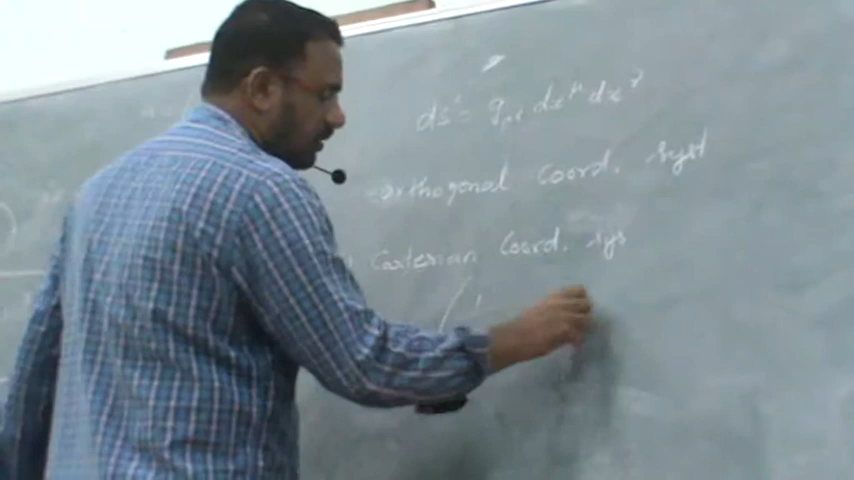 ds² = gμν dx^μ dx^ν
orthogonal Coord. syst
Cartesian Coord. sys